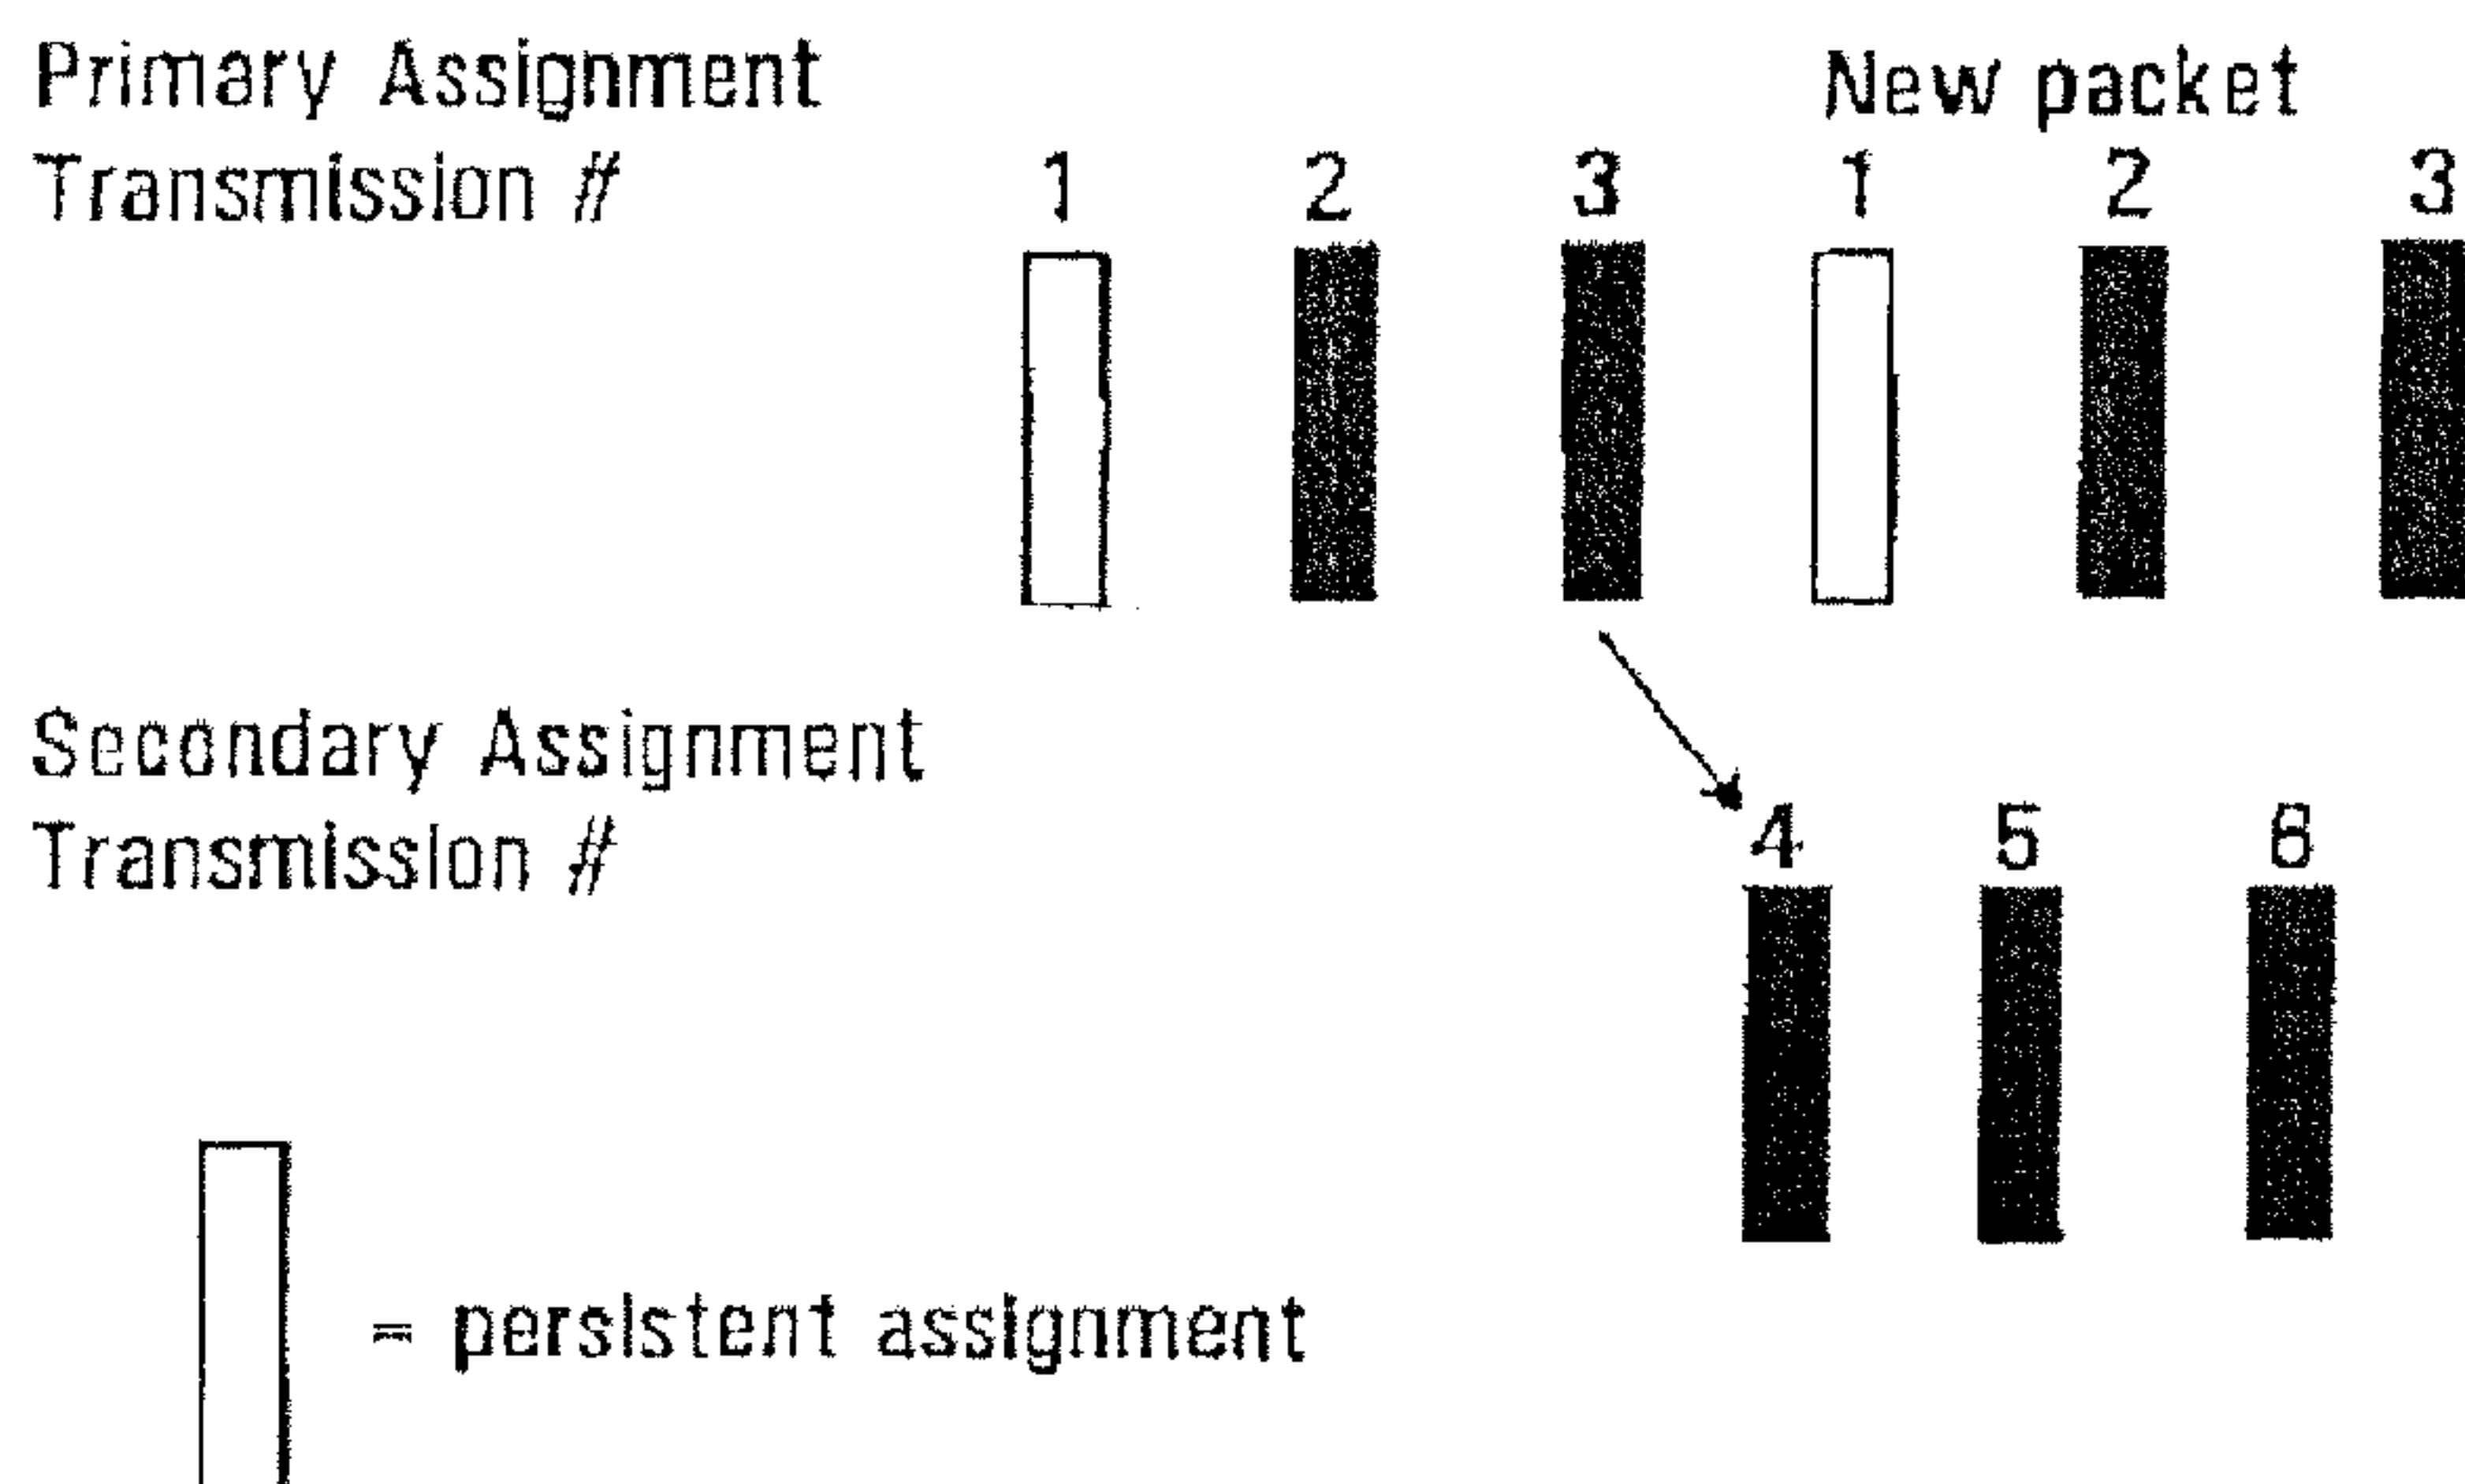 Primary Assignment
New packet
Transmission # 1 2 3 1 2 3
Secondary Assignment
Transmission # 4 5 6
= persistent assignment